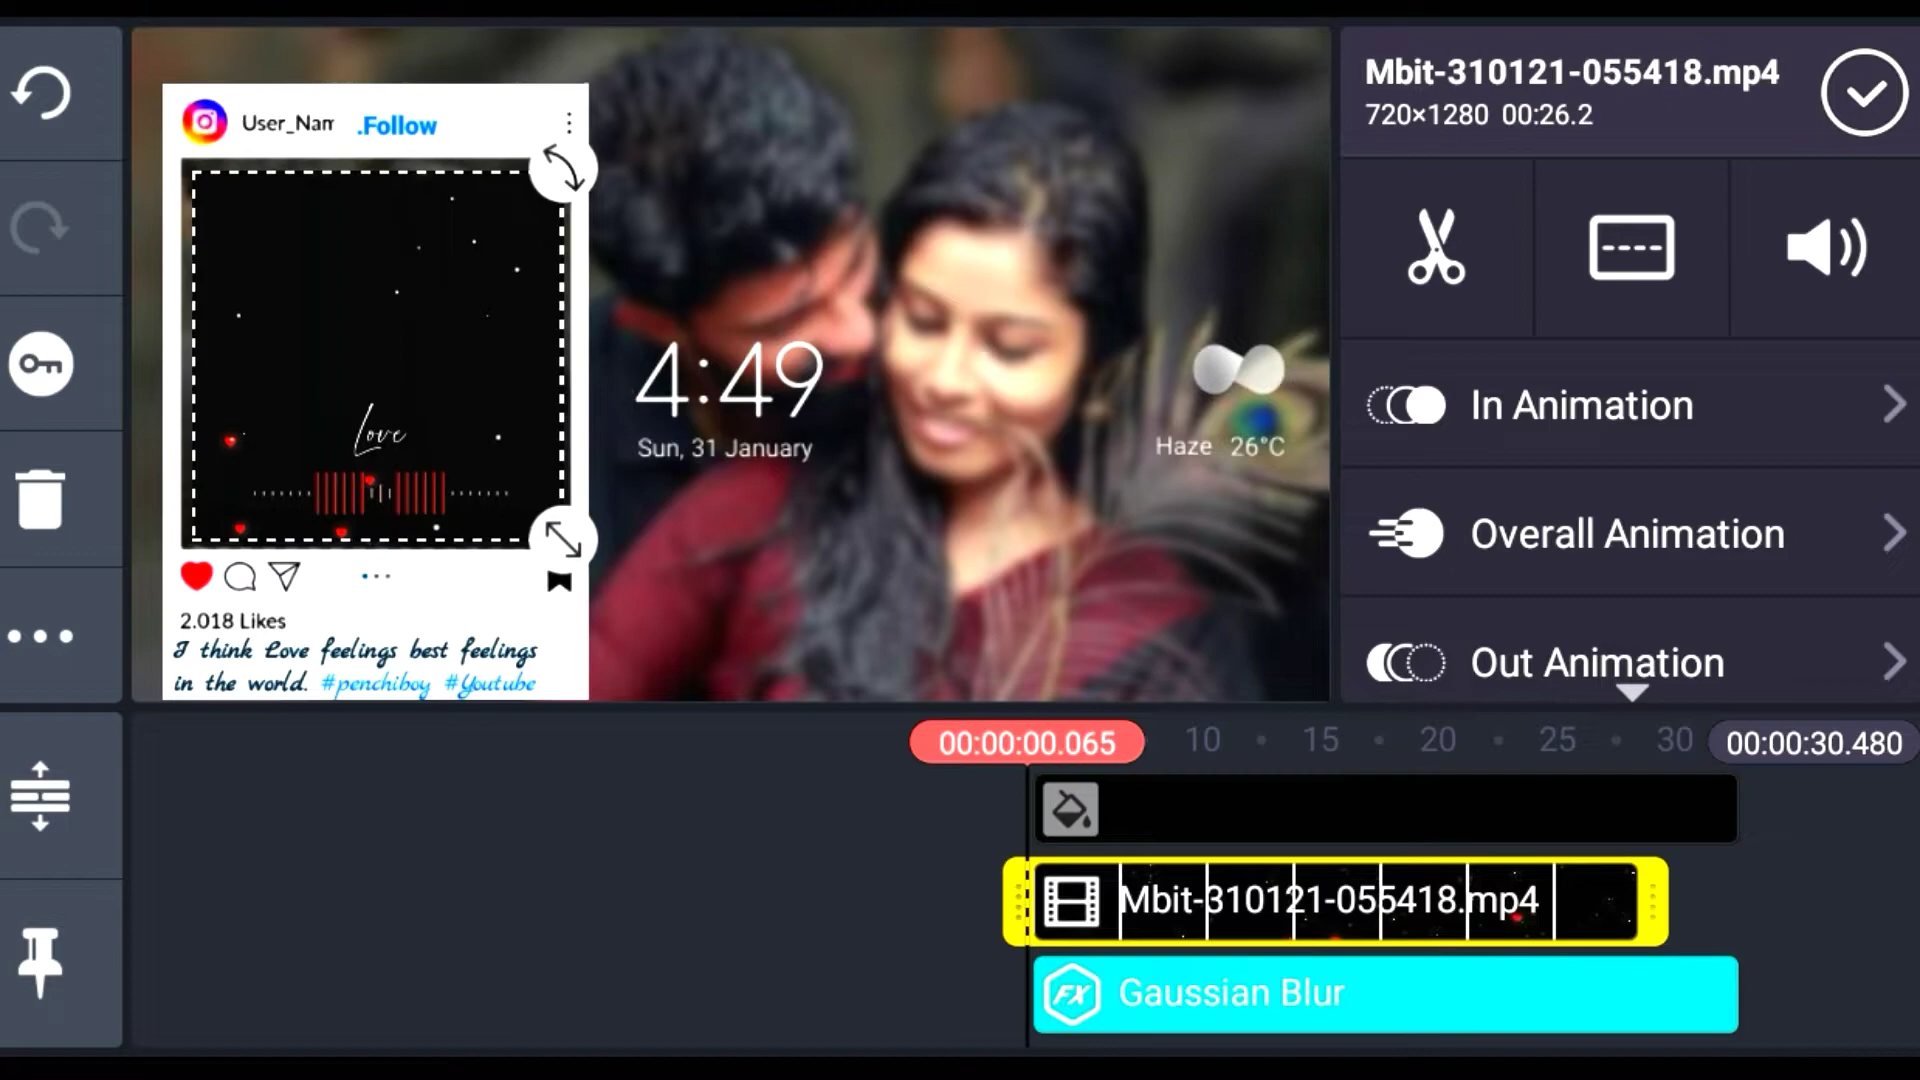 User_Nam
.Follow
Love
2.018 Likes
I think Love feelings best feelings
in the world. #penchiboy #Youtube
4:49
Sun, 31 January
Haze 26°C
Mbit-310121-055418.mp4
720×1280 00:26.2
In Animation
Overall Animation
Out Animation
00:00:00.065
10 15 20 25 30
00:00:30.480
Mbit-310121-055418.mp4
FX Gaussian Blur